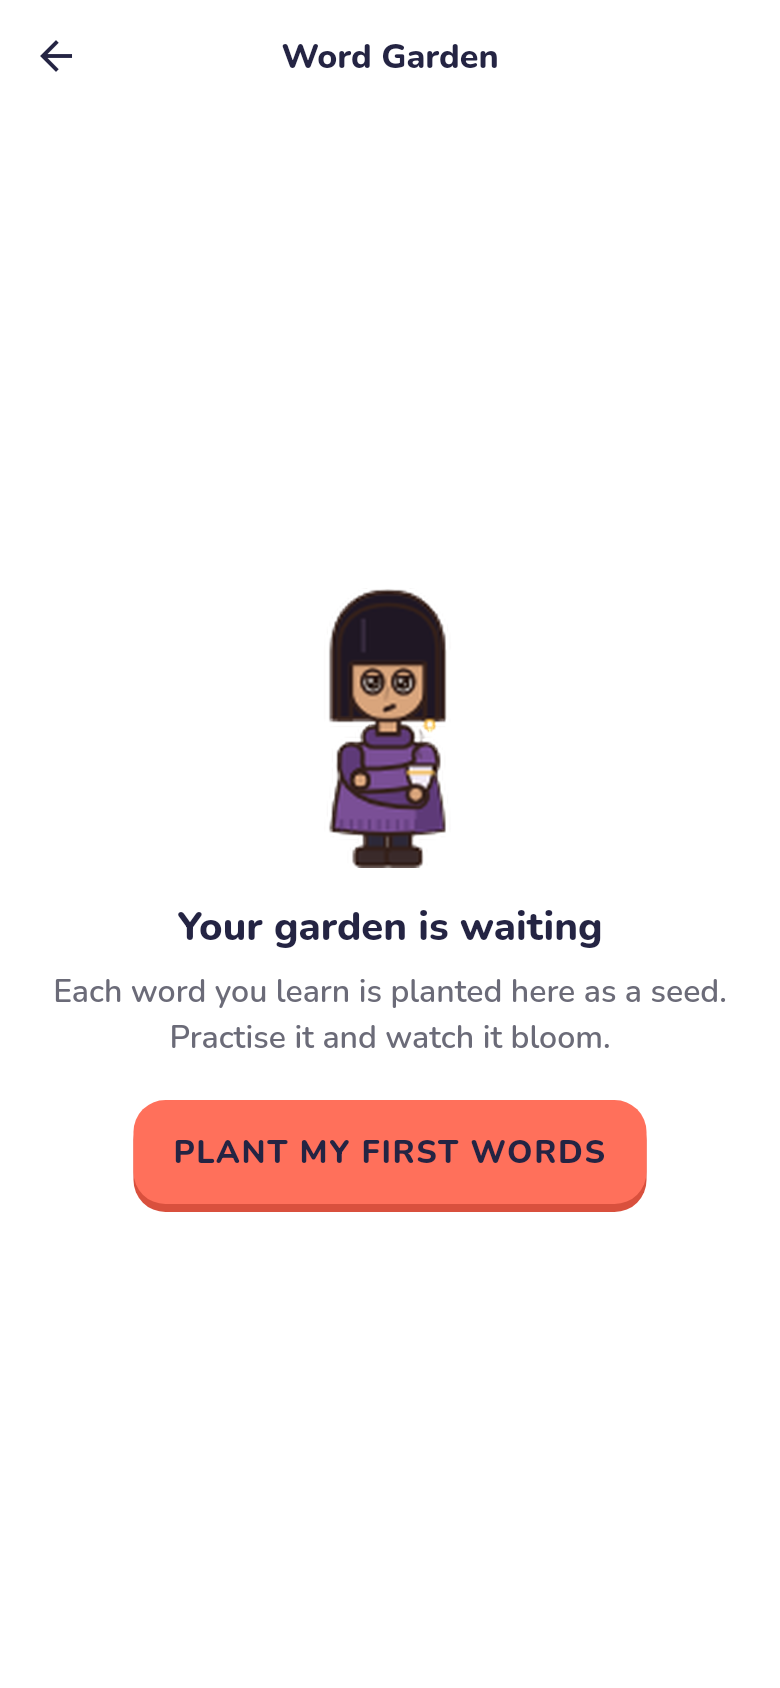 Word Garden
Your garden is waiting
Each word you learn is planted here as a seed.
Practise it and watch it bloom.
PLANT MY FIRST WORDS